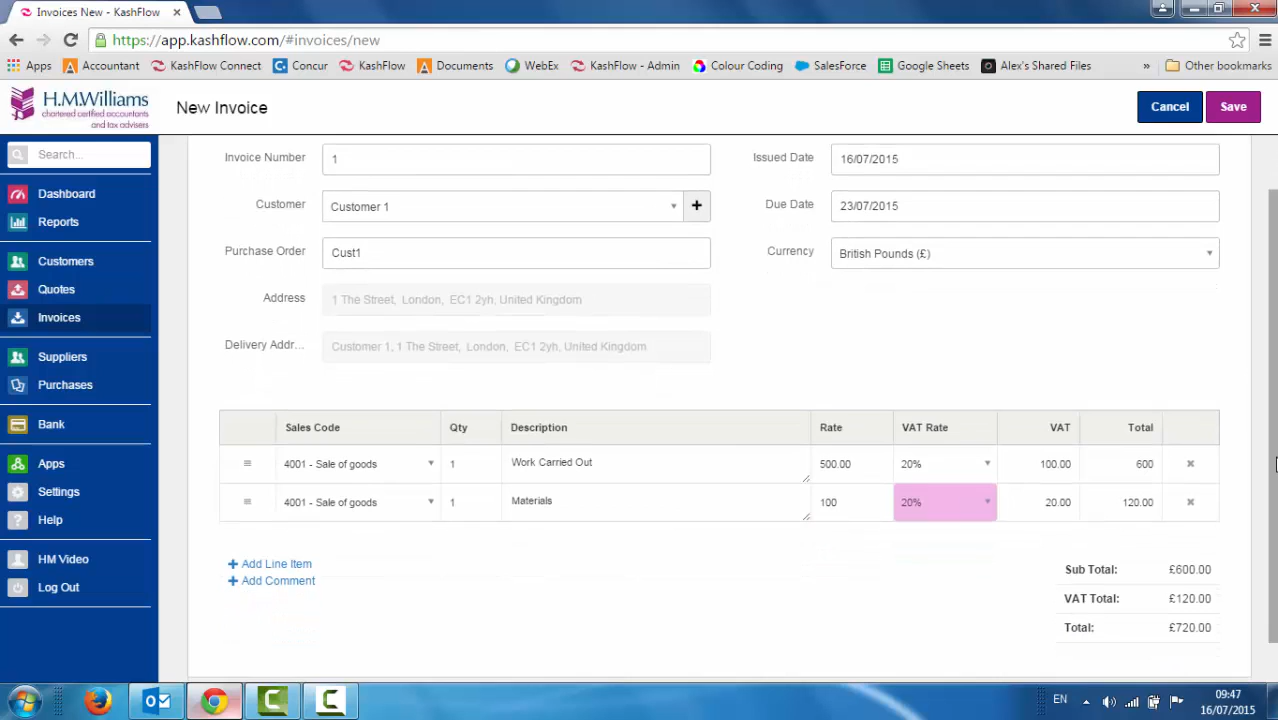 Invoices New - KashFlow
https://app.kashflow.com/#invoices/new
Apps Accountant KashFlow Connect Concur KashFlow Documents WebEx KashFlow - Admin Colour Coding SalesForce Google Sheets Alex's Shared Files » Other bookmarks
H.M.Williams
chartered certified accountants
and tax advisers
New Invoice
Cancel
Save
Search...
Dashboard
Reports
Customers
Quotes
Invoices
Suppliers
Purchases
Bank
Apps
Settings
Help
HM Video
Log Out
Invoice Number 1 Issued Date 16/07/2015
Customer Customer 1 Due Date 23/07/2015
Purchase Order Cust1 Currency British Pounds (£)
Address 1 The Street, London, EC1 2yh, United Kingdom
Delivery Addr... Customer 1, 1 The Street, London, EC1 2yh, United Kingdom
Sales Code Qty Description Rate VAT Rate VAT Total
4001 - Sale of goods 1 Work Carried Out 500.00 20% 100.00 600
4001 - Sale of goods 1 Materials 100 20% 20.00 120.00
Add Line Item
Add Comment
Sub Total: £600.00
VAT Total: £120.00
Total: £720.00
EN 09:47
16/07/2015